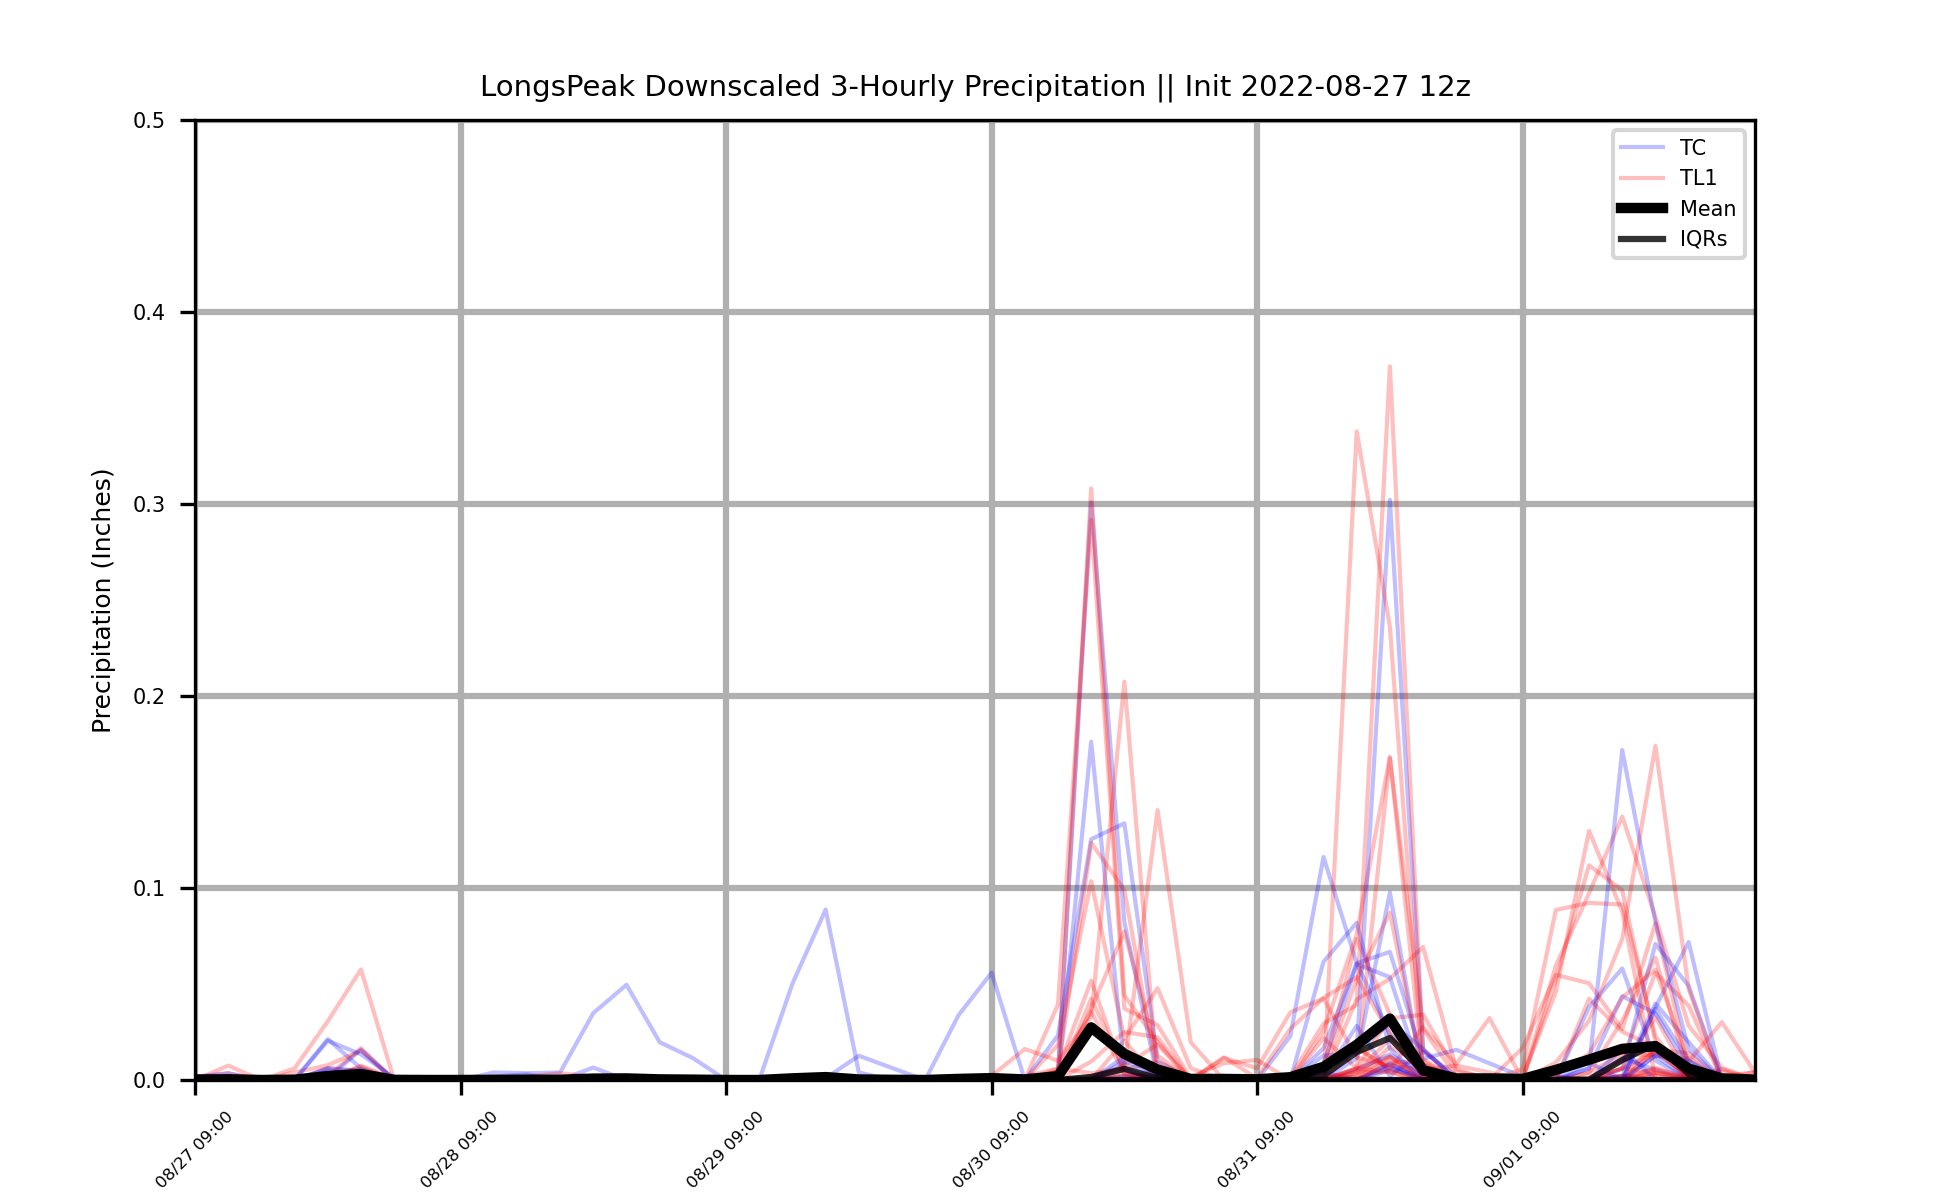 LongsPeak Downscaled 3-Hourly Precipitation || Init 2022-08-27 12z
Precipitation (Inches)
0.5
0.4
0.3
0.2
0.1
0.0
TC
TL1
Mean
IQRs
08/27 09:00
08/28 09:00
08/29 09:00
08/30 09:00
08/31 09:00
09/01 09:00